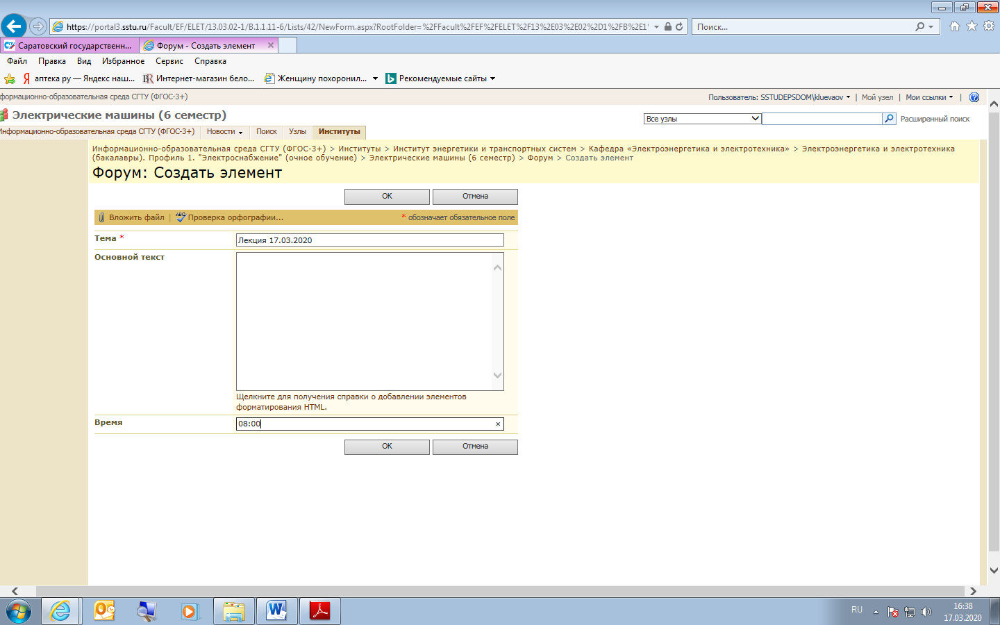 https://portal3.sstu.ru/Facult/EF/ELET/13.03.02-1/B.1.1.11-6/Lists/42/NewForm.aspx?RootFolder=%2FFacult%2FEF%2FELET%2F13%2E03%2E02%2D1%2FB%2E1
Поиск...
Саратовский государственн...
Форум - Создать элемент
Файл Правка Вид Избранное Сервис Справка
аптека ру — Яндекс наш... Интернет-магазин бело... Женщину похоронил... Рекомендуемые сайты
формационно-образовательная среда СГТУ (ФГОС-3+)
Пользователь: SSTUDEPSDOM\kluevaov | Мой узел | Мои ссылки |
Электрические машины (6 семестр)
Все узлы
Расширенный поиск
Информационно-образовательная среда СГТУ (ФГОС-3+) Новости Поиск Узлы Институты
Информационно-образовательная среда СГТУ (ФГОС-3+) > Институты > Институт энергетики и транспортных систем > Кафедра «Электроэнергетика и электротехника» > Электроэнергетика и электротехника
(бакалавры). Профиль 1. "Электроснабжение" (очное обучение) > Электрические машины (6 семестр) > Форум > Создать элемент
Форум: Создать элемент
ОК Отмена
Вложить файл | ABC Проверка орфографии... * обозначает обязательное поле
Тема * Лекция 17.03.2020
Основной текст
Щелкните для получения справки о добавлении элементов
форматирования HTML.
Время 08:00
ОК Отмена
RU
16:38
17.03.2020